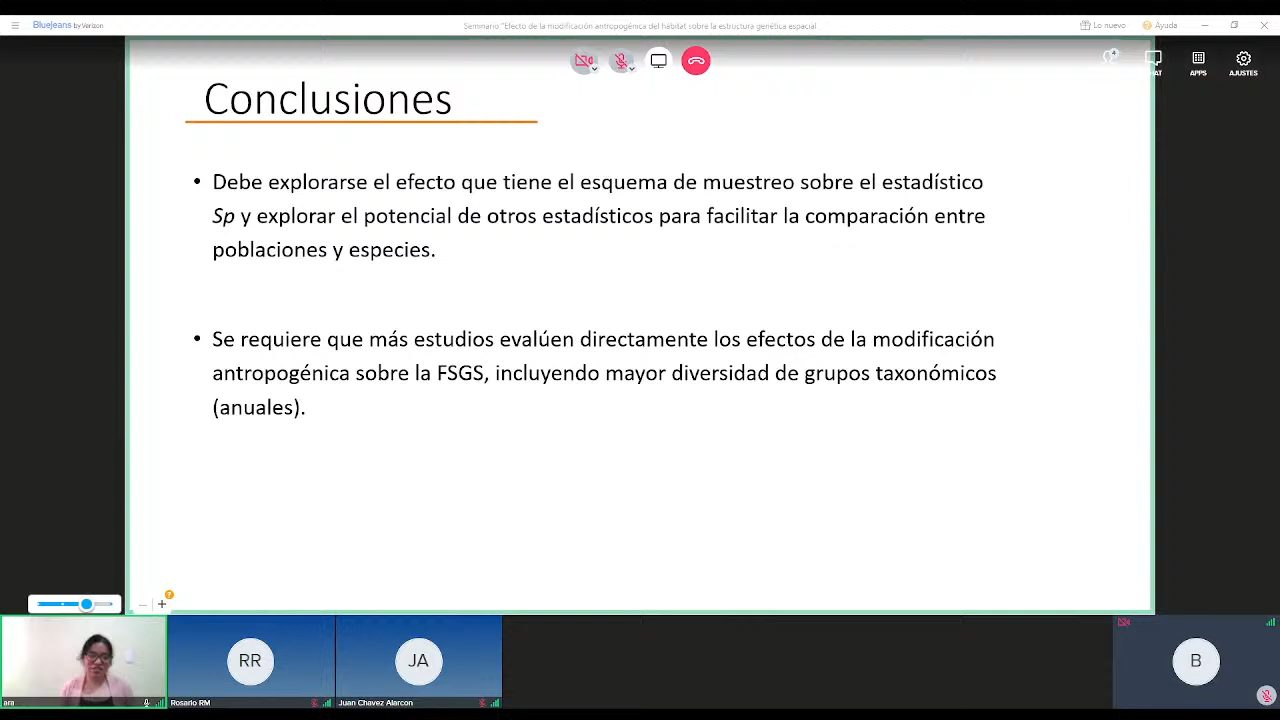 BlueJeans by Verizon
Seminario "Efecto de la modificación antropogénica del hábitat sobre la estructura genética espacial
Lo nuevo
Ayuda
4
HAT
APPS
AJUSTES
Conclusiones
• Debe explorarse el efecto que tiene el esquema de muestreo sobre el estadístico
Sp y explorar el potencial de otros estadísticos para facilitar la comparación entre
poblaciones y especies.
• Se requiere que más estudios evalúen directamente los efectos de la modificación
antropogénica sobre la FSGS, incluyendo mayor diversidad de grupos taxonómicos
(anuales).
?
RR
JA
B
ara
Rosario RM
Juan Chavez Alarcon